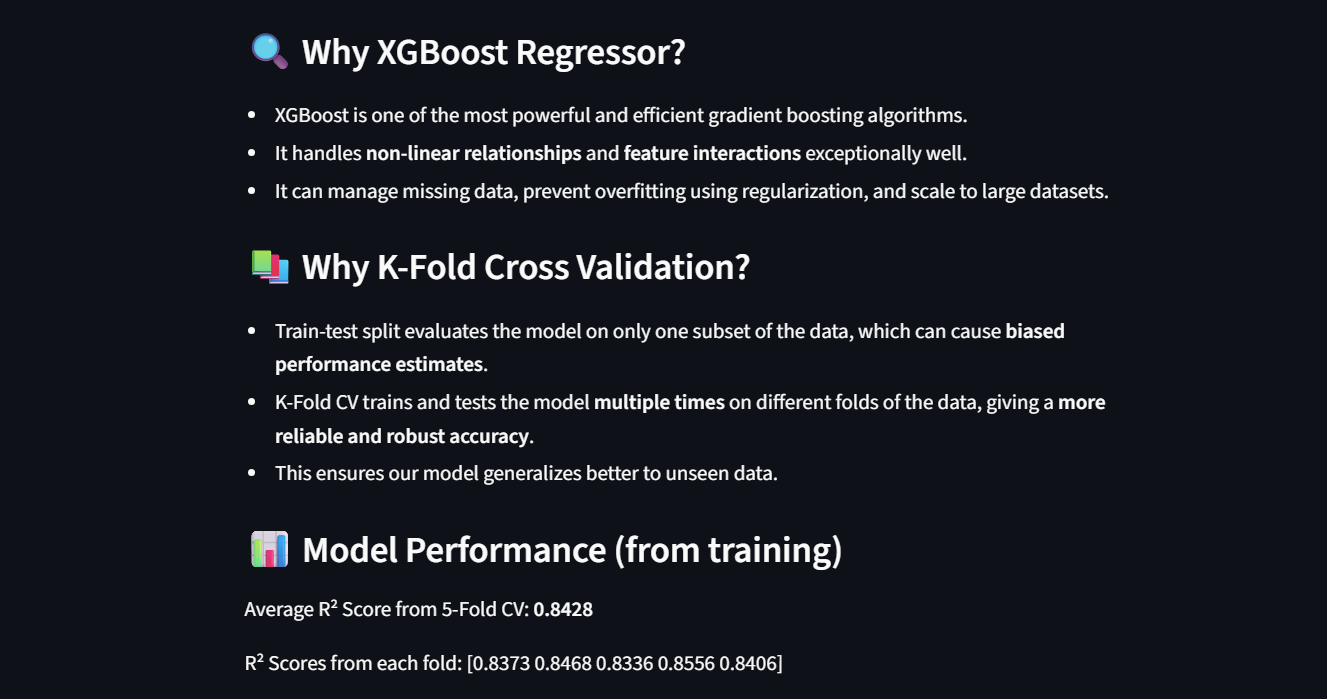 Why XGBoost Regressor?
• XGBoost is one of the most powerful and efficient gradient boosting algorithms.
• It handles non-linear relationships and feature interactions exceptionally well.
• It can manage missing data, prevent overfitting using regularization, and scale to large datasets.
Why K-Fold Cross Validation?
• Train-test split evaluates the model on only one subset of the data, which can cause biased
performance estimates.
• K-Fold CV trains and tests the model multiple times on different folds of the data, giving a more
reliable and robust accuracy.
• This ensures our model generalizes better to unseen data.
Model Performance (from training)
Average R² Score from 5-Fold CV: 0.8428
R² Scores from each fold: [0.8373 0.8468 0.8336 0.8556 0.8406]